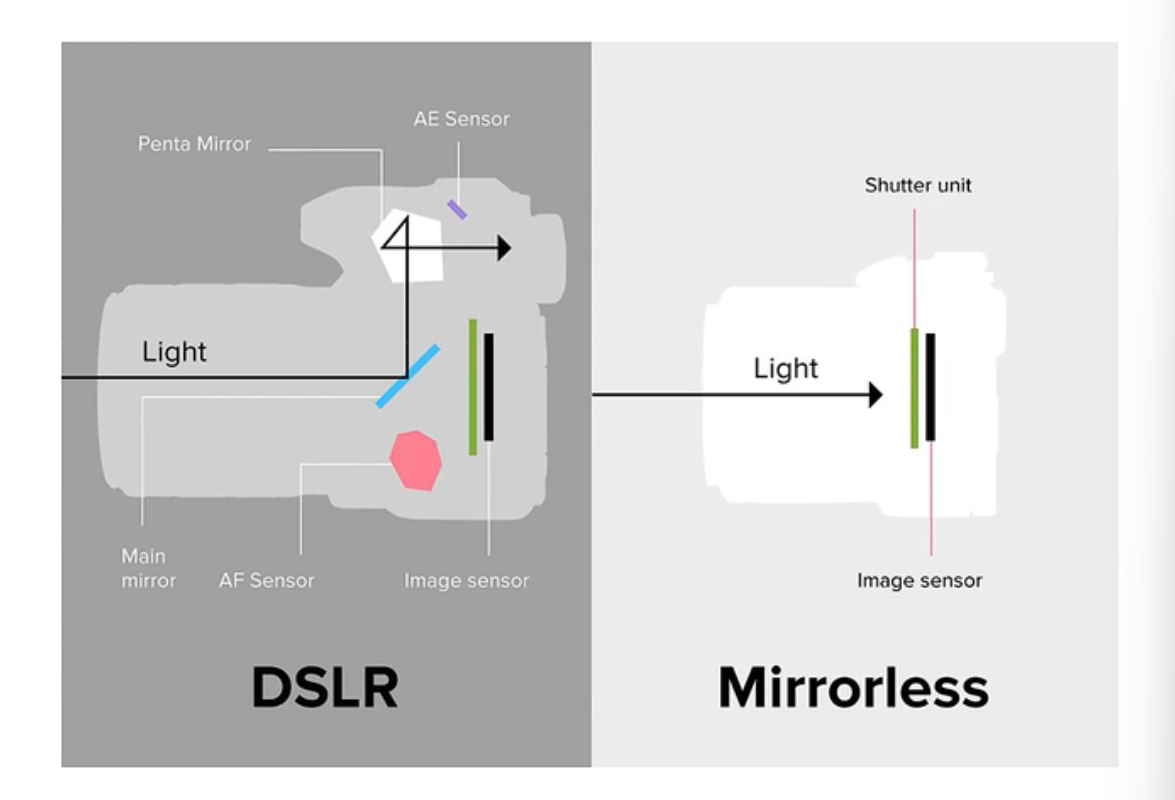 AE Sensor
Penta Mirror
Light
Main
mirror
AF Sensor
Image sensor
DSLR
Shutter unit
Light
Image sensor
Mirrorless